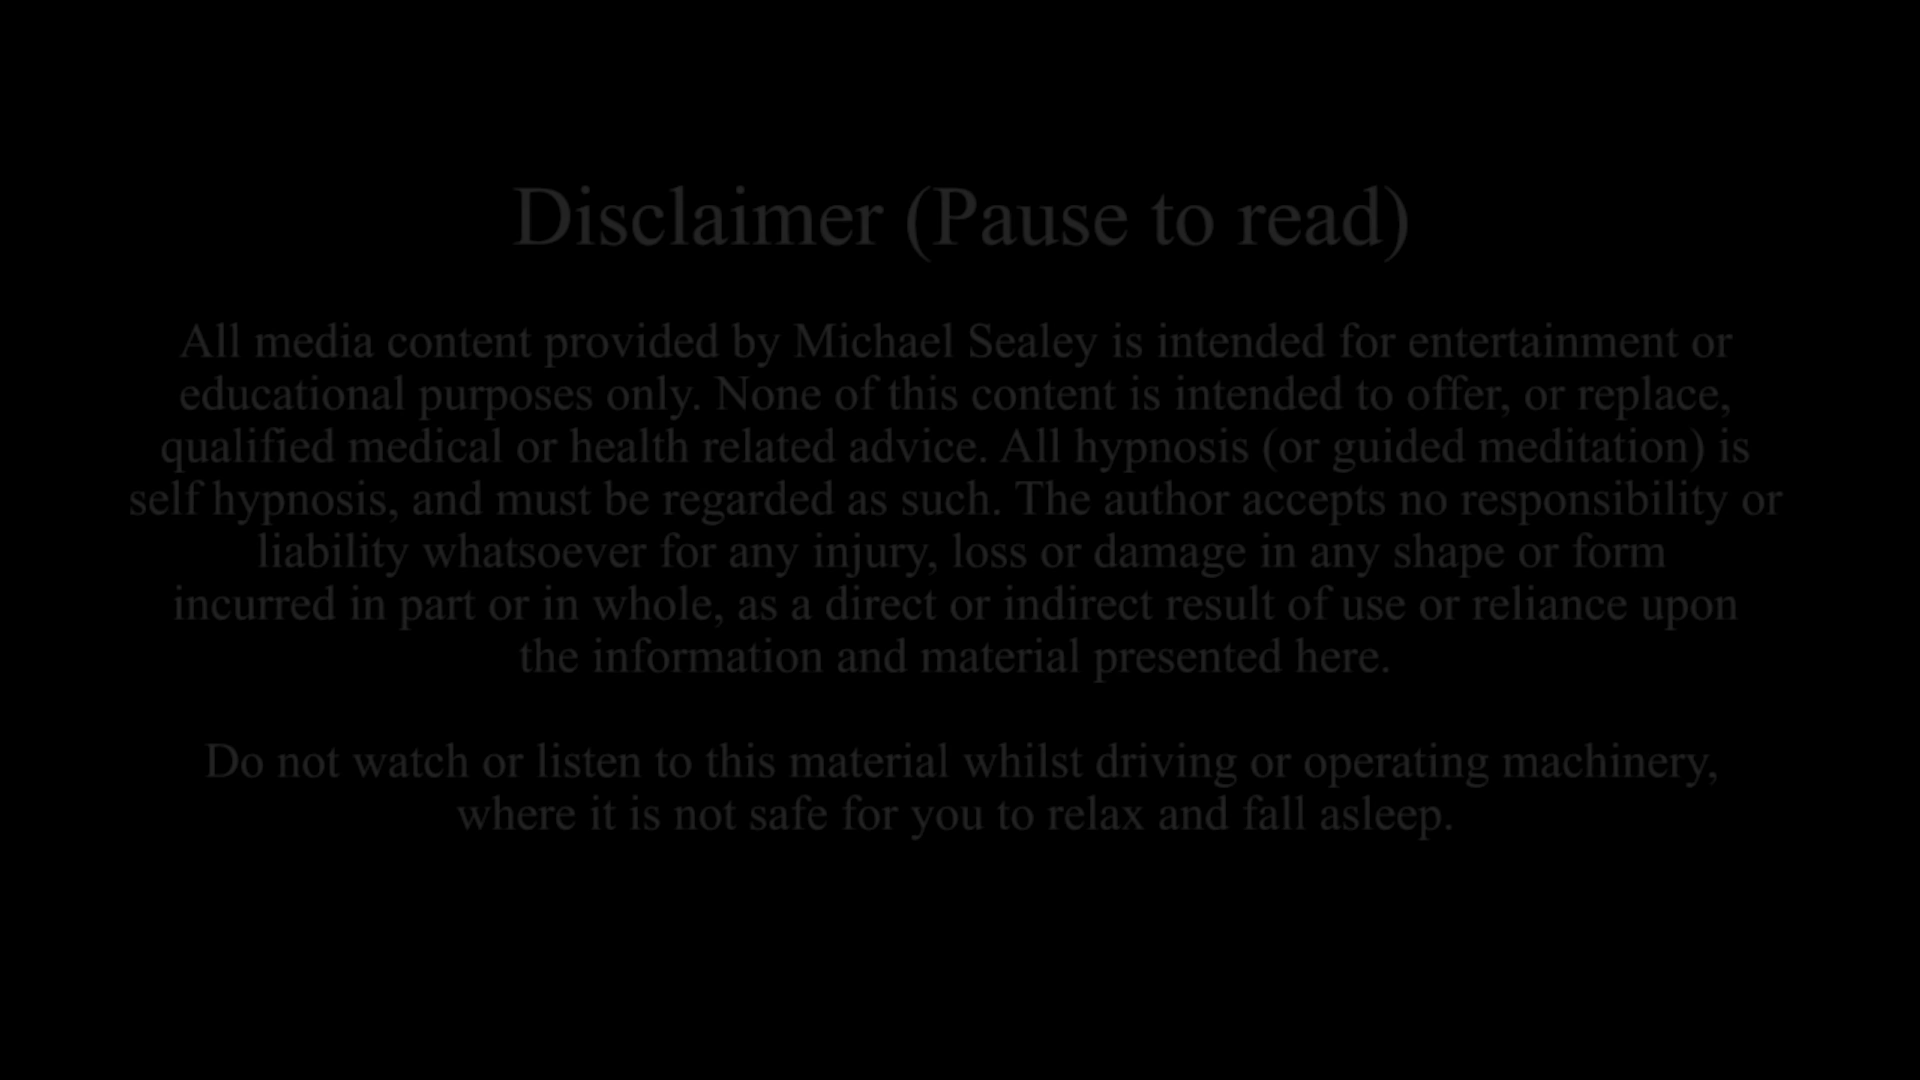 Disclaimer (Pause to read)
All media content provided by Michael Sealey is intended for entertainment or
educational purposes only. None of this content is intended to offer, or replace,
qualified medical or health related advice. All hypnosis (or guided meditation) is
self hypnosis, and must be regarded as such. The author accepts no responsibility or
liability whatsoever for any injury, loss or damage in any shape or form
incurred in part or in whole, as a direct or indirect result of use or reliance upon
the information and material presented here.
Do not watch or listen to this material whilst driving or operating machinery,
where it is not safe for you to relax and fall asleep.